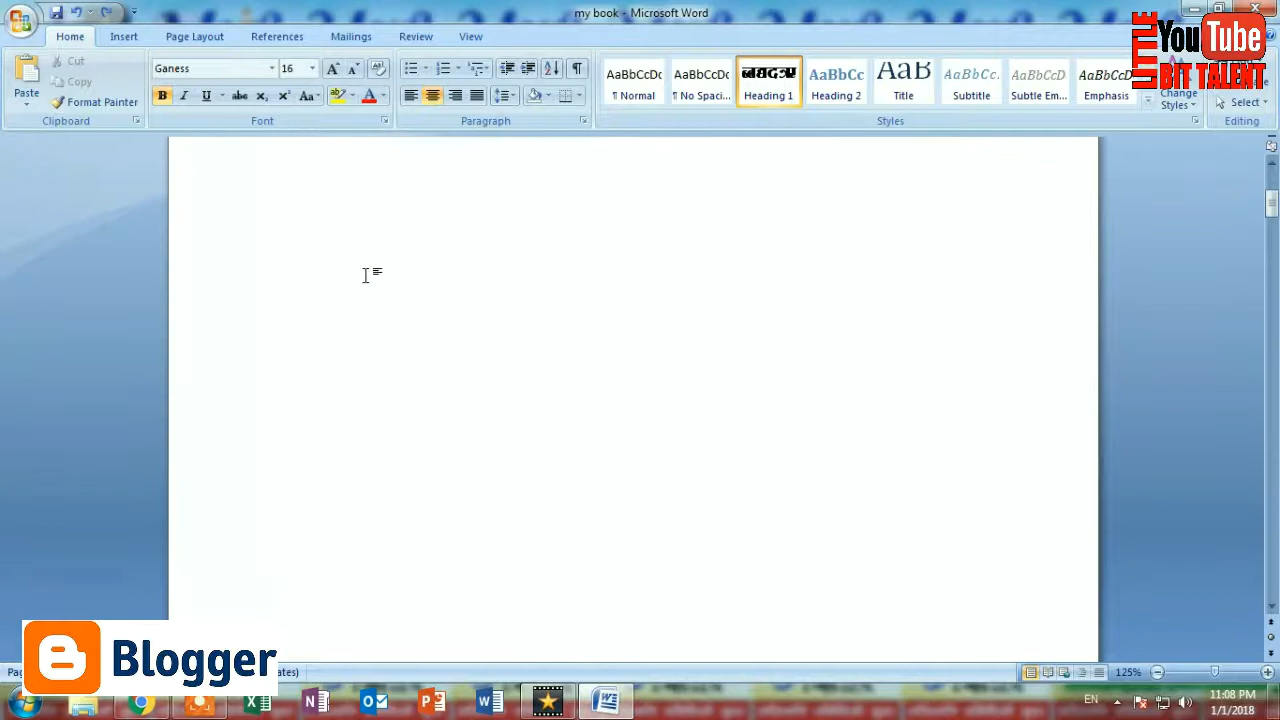 my book - Microsoft Word
Home Insert Page Layout References Mailings Review View
Cut
Copy
Paste
Format Painter
Clipboard
Ganess 16
Font
Paragraph
AaBbCcDc AaBbCcDc AaBbCc AaB AaBbCc. AaBbCcD AaBbCcD
¶ Normal ¶ No Spaci... Heading 1 Heading 2 Title Subtitle Subtle Em... Emphasis
Styles
Change
Styles
Select
Editing
LITTLE
YouTube
BIT TALENT
Blogger
125%
EN
11:08 PM
1/1/2018